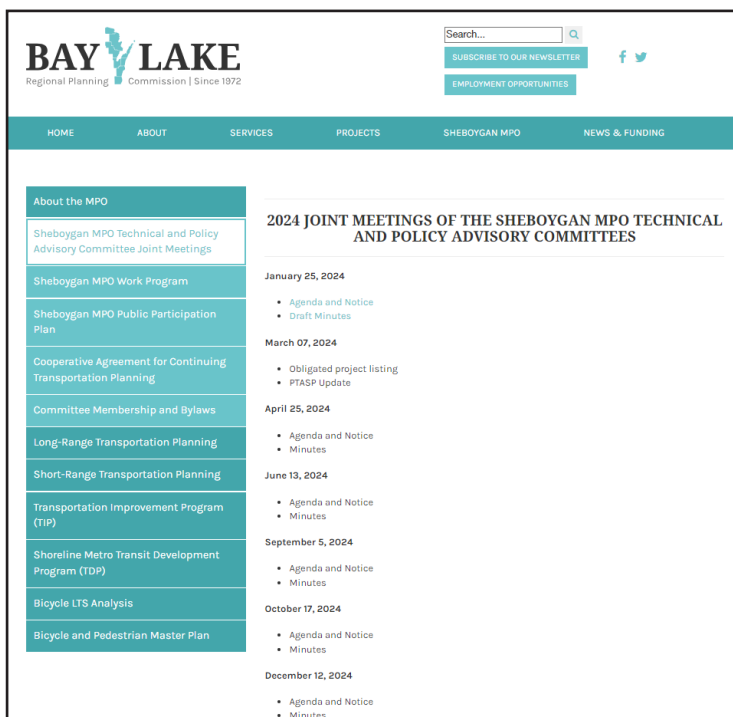 BAY LAKE
Regional Planning Commission | Since 1972
Search...
SUBSCRIBE TO OUR NEWSLETTER
EMPLOYMENT OPPORTUNITIES
HOME ABOUT SERVICES PROJECTS SHEBOYGAN MPO NEWS & FUNDING
About the MPO
Sheboygan MPO Technical and Policy
Advisory Committee Joint Meetings
Sheboygan MPO Work Program
Sheboygan MPO Public Participation
Plan
Cooperative Agreement for Continuing
Transportation Planning
Committee Membership and Bylaws
Long-Range Transportation Planning
Short-Range Transportation Planning
Transportation Improvement Program
(TIP)
Shoreline Metro Transit Development
Program (TDP)
Bicycle LTS Analysis
Bicycle and Pedestrian Master Plan
2024 JOINT MEETINGS OF THE SHEBOYGAN MPO TECHNICAL
AND POLICY ADVISORY COMMITTEES
January 25, 2024
• Agenda and Notice
• Draft Minutes
March 07, 2024
• Obligated project listing
• PTASP Update
April 25, 2024
• Agenda and Notice
• Minutes
June 13, 2024
• Agenda and Notice
• Minutes
September 5, 2024
• Agenda and Notice
• Minutes
October 17, 2024
• Agenda and Notice
• Minutes
December 12, 2024
• Agenda and Notice
• Minutes